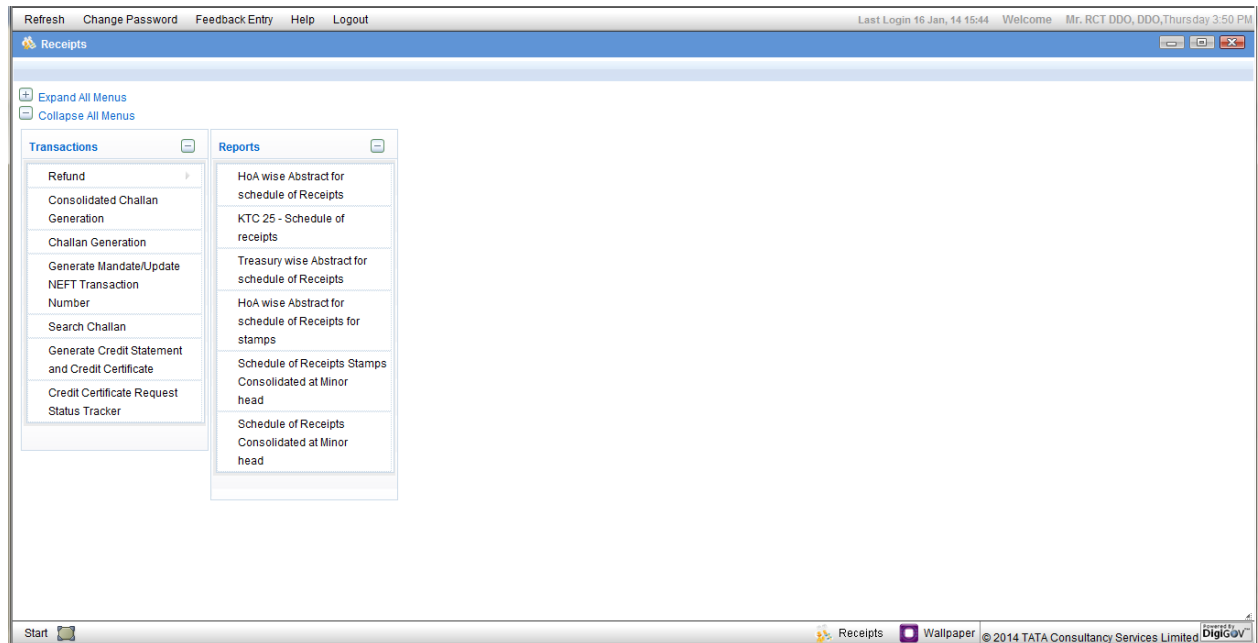 Refresh Change Password Feedback Entry Help Logout Last Login 16 Jan, 14 15:44 Welcome Mr. RCT DDO, DDO,Thursday 3:50 PM
Receipts
Expand All Menus
Collapse All Menus
Transactions
Refund
Consolidated Challan
Generation
Challan Generation
Generate Mandate/Update
NEFT Transaction
Number
Search Challan
Generate Credit Statement
and Credit Certificate
Credit Certificate Request
Status Tracker
Reports
HoA wise Abstract for
schedule of Receipts
KTC 25 - Schedule of
receipts
Treasury wise Abstract for
schedule of Receipts
HoA wise Abstract for
schedule of Receipts for
stamps
Schedule of Receipts Stamps
Consolidated at Minor
head
Schedule of Receipts
Consolidated at Minor
head
Start Receipts Wallpaper © 2014 TATA Consultancy Services Limited
Powered By
DigiGOV